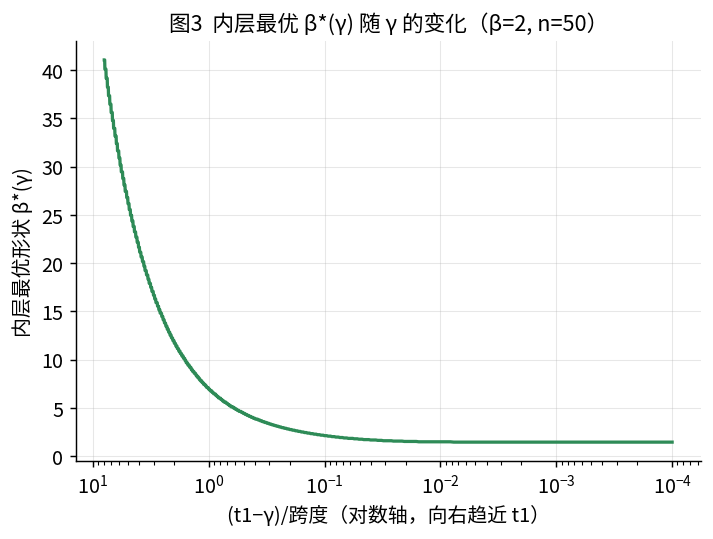 图3  内层最优 β*(γ) 随 γ 的变化（β=2, n=50）
内层最优形状 β*(γ)
40
35
30
25
20
15
10
5
0
10¹ 10⁰ 10⁻¹ 10⁻² 10⁻³ 10⁻⁴
(t1−γ)/跨度（对数轴，向右趋近 t1）